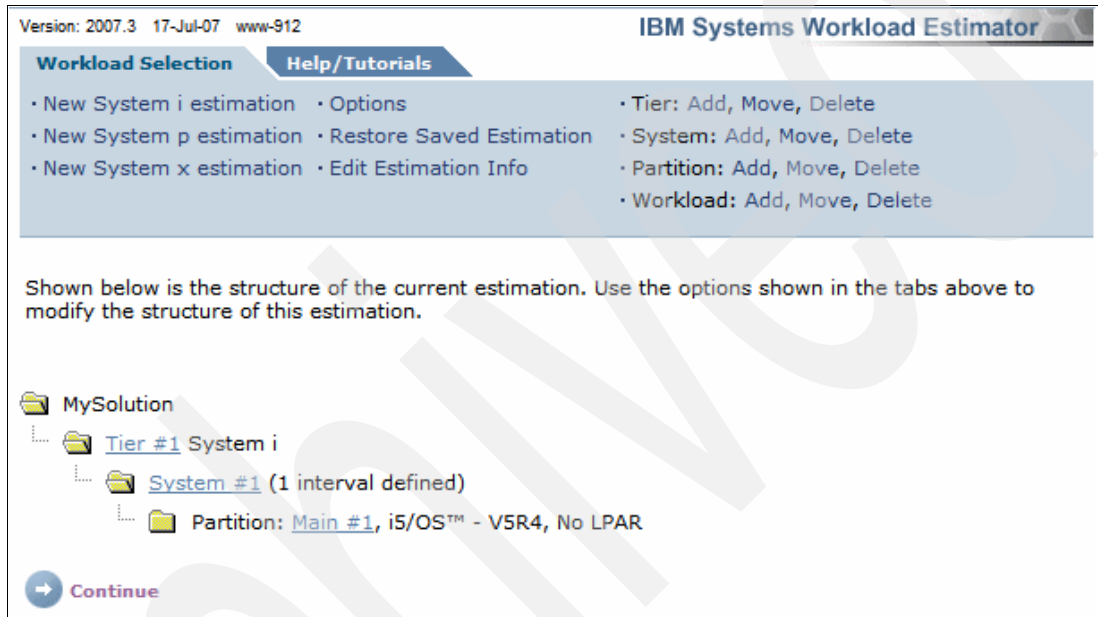 Version: 2007.3 17-Jul-07 www-912
IBM Systems Workload Estimator
Workload Selection Help/Tutorials
· New System i estimation · Options · Tier: Add, Move, Delete
· New System p estimation · Restore Saved Estimation · System: Add, Move, Delete
· New System x estimation · Edit Estimation Info · Partition: Add, Move, Delete
· Workload: Add, Move, Delete
Shown below is the structure of the current estimation. Use the options shown in the tabs above to
modify the structure of this estimation.
MySolution
Tier #1 System i
System #1 (1 interval defined)
Partition: Main #1, i5/OS™ - V5R4, No LPAR
Continue